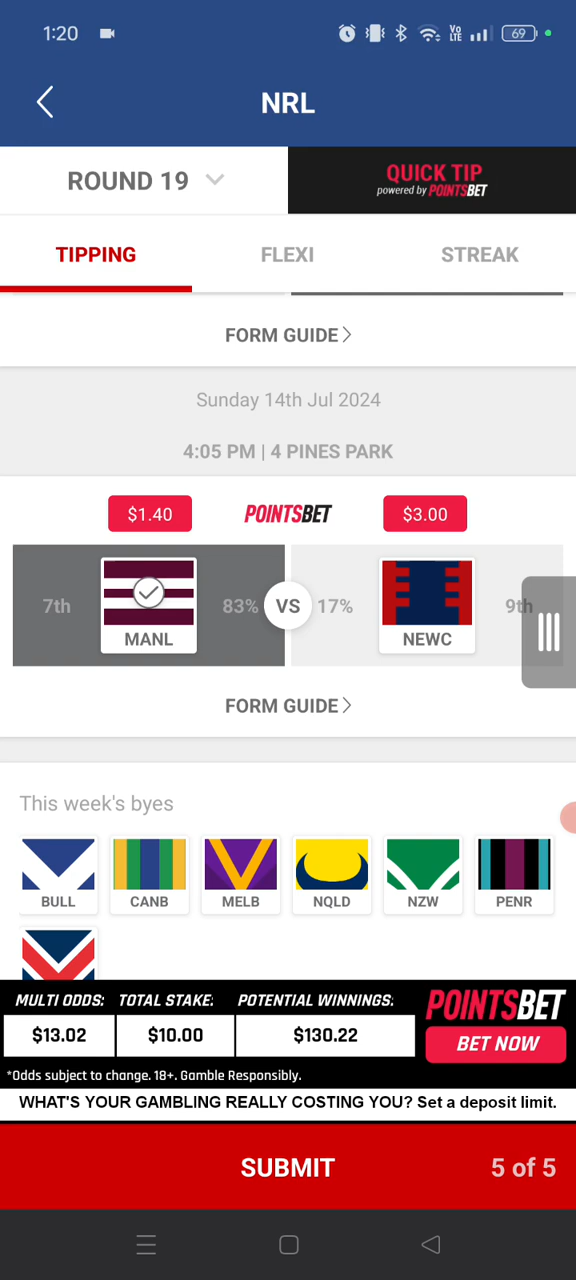 1:20
VO LTE
69
NRL
ROUND 19
QUICK TIP
powered by POINTSBET
TIPPING FLEXI STREAK
FORM GUIDE
Sunday 14th Jul 2024
4:05 PM | 4 PINES PARK
$1.40 POINTSBET $3.00
7th 83% VS 17% 9th
MANL NEWC
FORM GUIDE
This week's byes
BULL CANB MELB NQLD NZW PENR
MULTI ODDS: TOTAL STAKE: POTENTIAL WINNINGS: POINTSBET
$13.02 $10.00 $130.22 BET NOW
*Odds subject to change. 18+. Gamble Responsibly.
WHAT'S YOUR GAMBLING REALLY COSTING YOU? Set a deposit limit.
SUBMIT 5 of 5